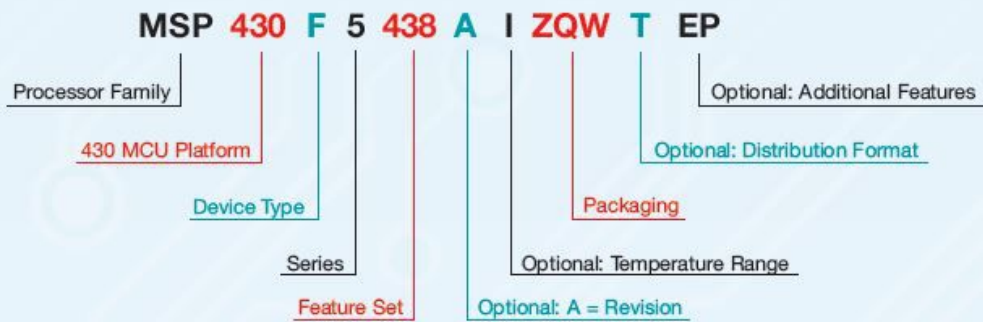 MSP 430 F 5 438 A I ZQW T EP
Processor Family
Optional: Additional Features
430 MCU Platform
Optional: Distribution Format
Device Type
Packaging
Series
Optional: Temperature Range
Feature Set
Optional: A = Revision